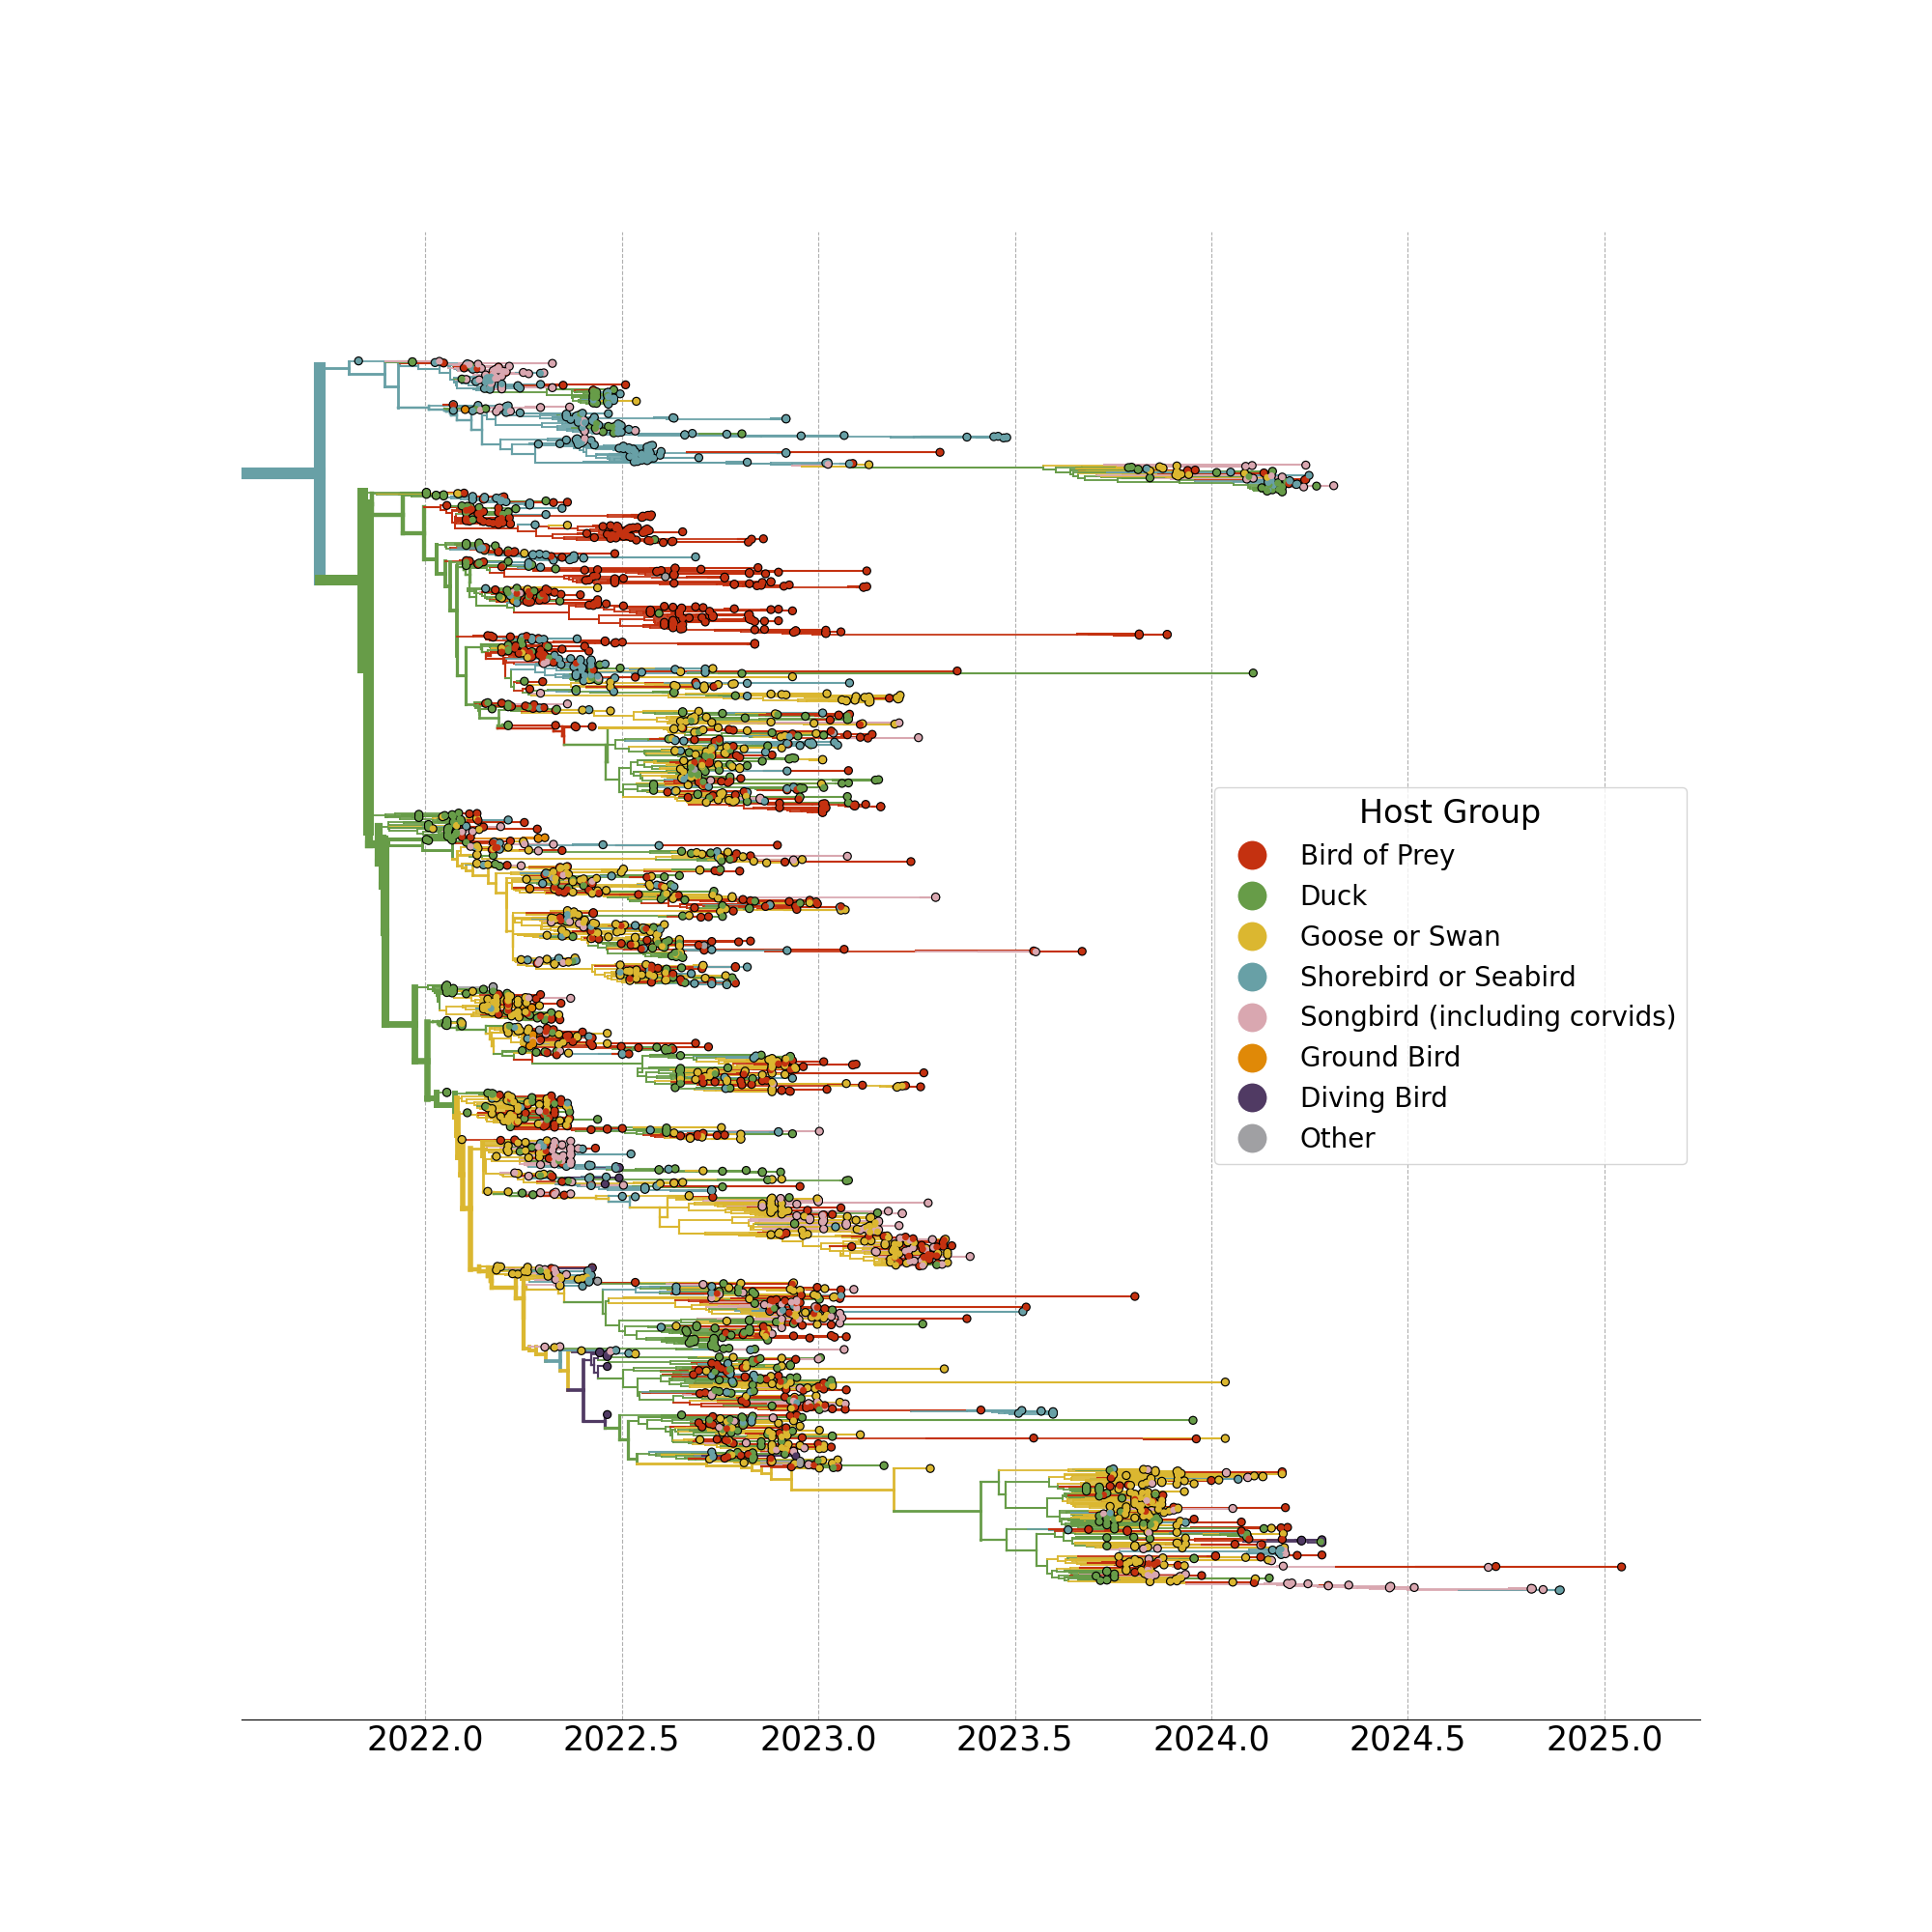 Host Group
Bird of Prey
Duck
Goose or Swan
Shorebird or Seabird
Songbird (including corvids)
Ground Bird
Diving Bird
Other
2022.0 2022.5 2023.0 2023.5 2024.0 2024.5 2025.0